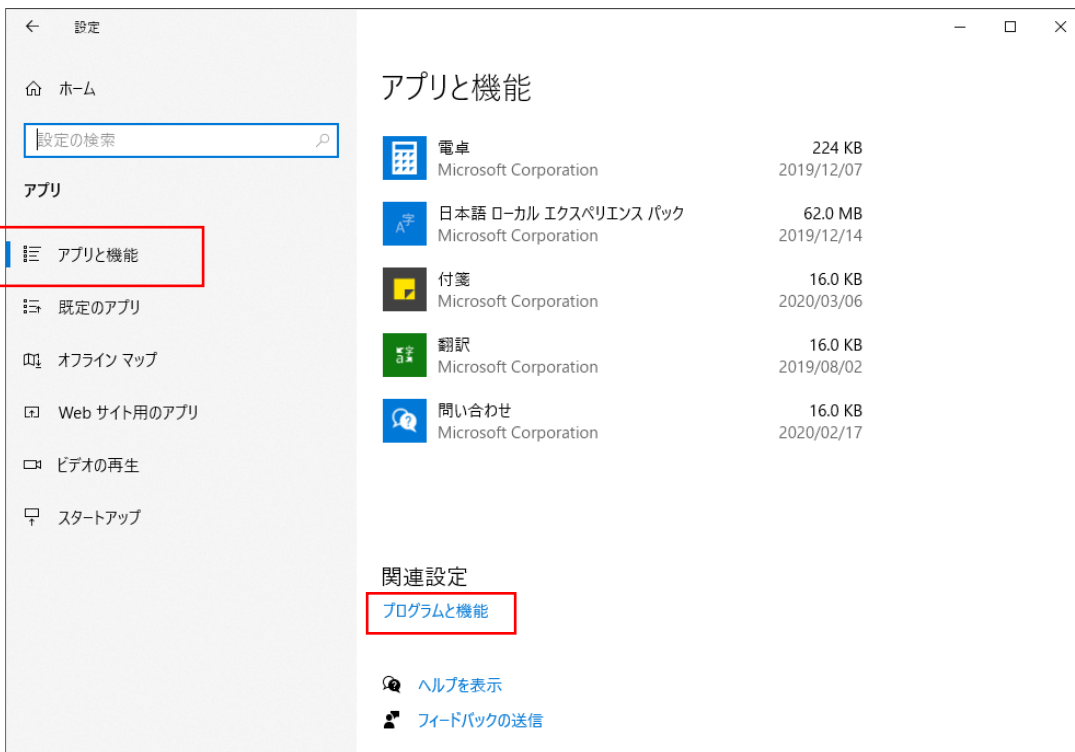 設定
ホーム
設定の検索
アプリ
アプリと機能
既定のアプリ
オフライン マップ
Web サイト用のアプリ
ビデオの再生
スタートアップ
アプリと機能
電卓 224 KB
Microsoft Corporation 2019/12/07
日本語 ローカル エクスペリエンス パック 62.0 MB
Microsoft Corporation 2019/12/14
付箋 16.0 KB
Microsoft Corporation 2020/03/06
翻訳 16.0 KB
Microsoft Corporation 2019/08/02
問い合わせ 16.0 KB
Microsoft Corporation 2020/02/17
関連設定
プログラムと機能
ヘルプを表示
フィードバックの送信